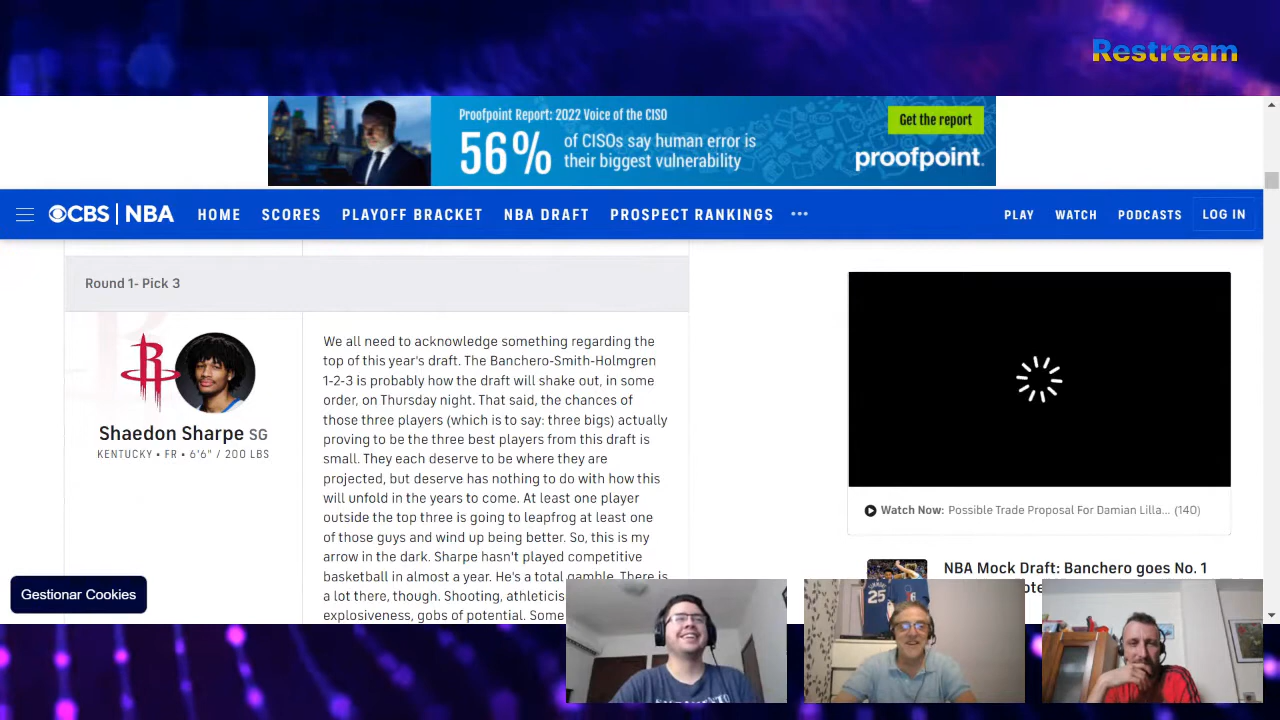 Restream
Proofpoint Report: 2022 Voice of the CISO
56%
of CISOs say human error is
their biggest vulnerability
Get the report
proofpoint.
CBS | NBA
HOME
SCORES
PLAYOFF BRACKET
NBA DRAFT
PROSPECT RANKINGS
•••
PLAY
WATCH
PODCASTS
LOG IN
Round 1- Pick 3
Shaedon Sharpe SG
KENTUCKY • FR • 6'6" / 200 LBS
We all need to acknowledge something regarding the
top of this year's draft. The Banchero-Smith-Holmgren
1-2-3 is probably how the draft will shake out, in some
order, on Thursday night. That said, the chances of
those three players (which is to say: three bigs) actually
proving to be the three best players from this draft is
small. They each deserve to be where they are
projected, but deserve has nothing to do with how this
will unfold in the years to come. At least one player
outside the top three is going to leapfrog at least one
of those guys and wind up being better. So, this is my
arrow in the dark. Sharpe hasn't played competitive
basketball in almost a year. He's a total gamble. There is
a lot there, though. Shooting,
explosiveness, gobs of potential. Some
Watch Now: Possible Trade Proposal For Damian Lilla... (140)
NBA Mock Draft: Banchero goes No. 1
Gestionar Cookies
25
6